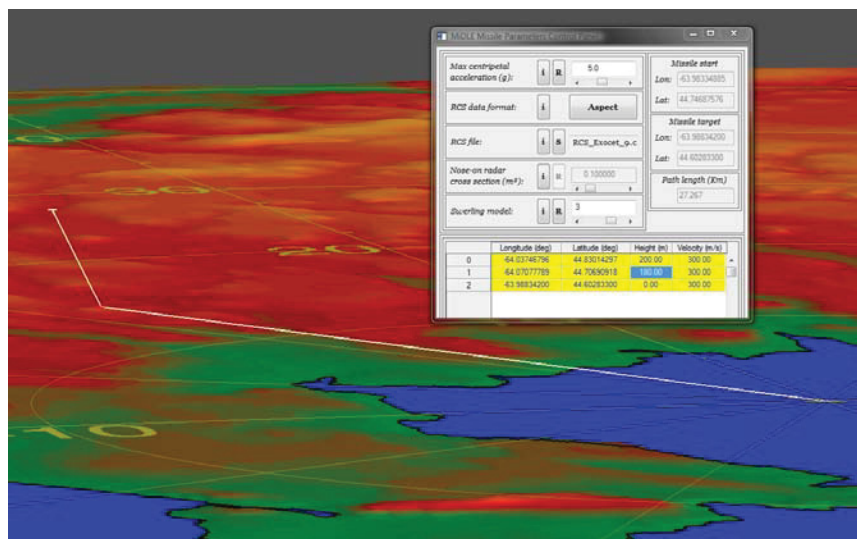 MiDLE Missile Parameters Control Panel
Max centripetal acceleration (g): i R 5.0
RCS data format: i Aspect
RCS file: i S RCS_Exocet_9.c
Nose-on radar cross section (m²): i R 0.100000
Swerling model: i R 3
Missile start
Lon: -63.98334885
Lat: 44.74687576
Missile target
Lon: -63.98834200
Lat: 44.60283300
Path length (Km)
27.267
Longitude (deg) Latitude (deg) Height (m) Velocity (m/s)
0 -64.03746796 44.83014297 200.00 300.00
1 -64.07077789 44.70690918 180.00 300.00
2 -63.98834200 44.60283300 0.00 300.00
20
10